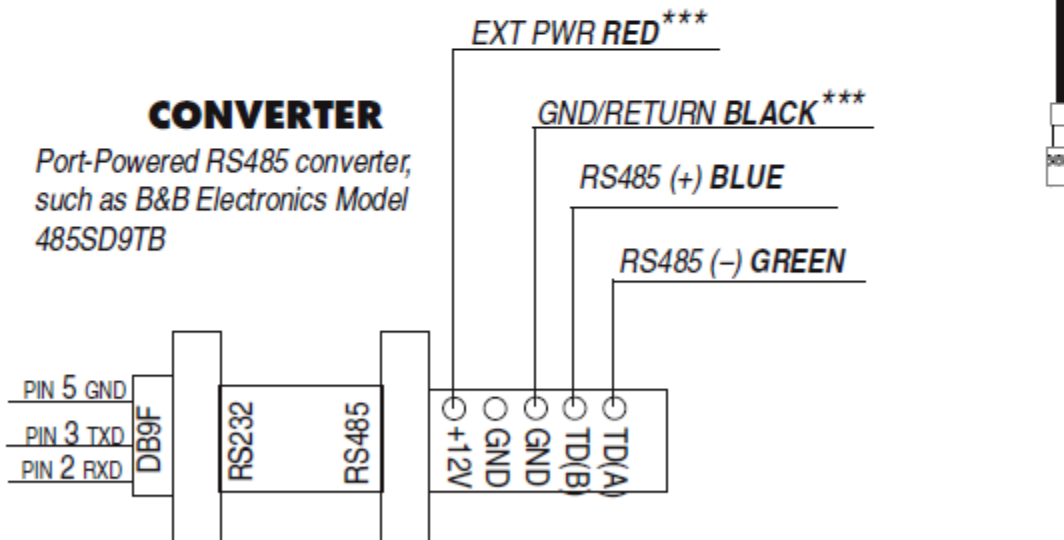 EXT PWR RED***
CONVERTER
GND/RETURN BLACK***
Port-Powered RS485 converter,
such as B&B Electronics Model
485SD9TB
RS485 (+) BLUE
RS485 (–) GREEN
PIN 5 GND
PIN 3 TXD
PIN 2 RXD
DB9F
RS232
RS485
+12V
GND
GND
TD(B)
TD(A)